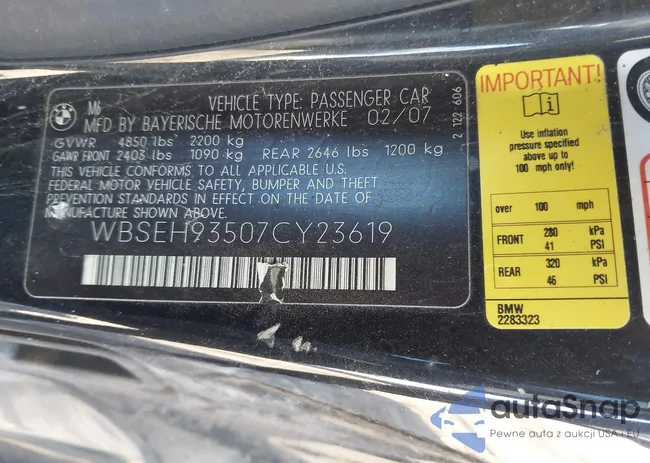 M6
VEHICLE TYPE: PASSENGER CAR
MFD BY BAYERISCHE MOTORENWERKE 02/07
GVWR 4850 lbs 2200 kg
GAWR FRONT 2403 lbs 1090 kg REAR 2646 lbs 1200 kg
THIS VEHICLE CONFORMS TO ALL APPLICABLE U.S.
FEDERAL MOTOR VEHICLE SAFETY, BUMPER AND THEFT
PREVENTION STANDARDS IN EFFECT ON THE DATE OF
MANUFACTURE SHOWN ABOVE.
WBSEH93507CY23619
2 122 606
IMPORTANT!
i
Use inflation
pressure specified
above up to
100 mph only!
over 100 mph
FRONT 280 kPa
41 PSI
REAR 320 kPa
46 PSI
BMW
2283323
autoSnap
Pewne auta z aukcji USA i EU